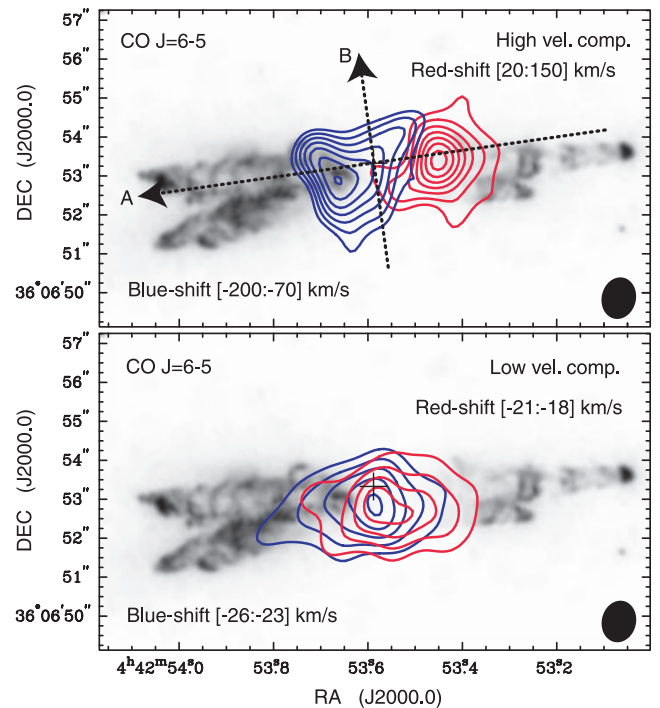 CO J=6-5
High vel. comp.
Red-shift [20:150] km/s
B
A
Blue-shift [-200:-70] km/s
57"
56"
55"
54"
53"
52"
51"
36°06'50"
DEC (J2000.0)
CO J=6-5
Low vel. comp.
Red-shift [-21:-18] km/s
Blue-shift [-26:-23] km/s
57"
56"
55"
54"
53"
52"
51"
36°06'50"
DEC (J2000.0)
4ʰ42ᵐ54ˢ.0 53ˢ.8 53ˢ.6 53ˢ.4 53ˢ.2
RA (J2000.0)